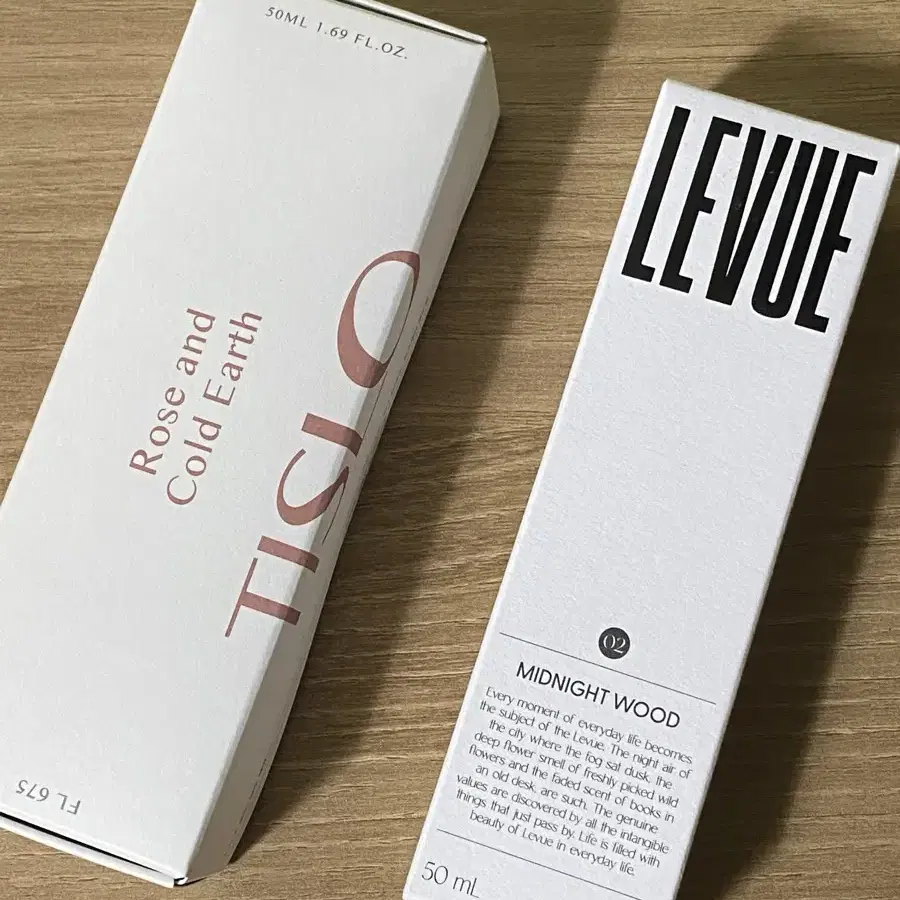 50ML 1.69 FL.OZ.
Rose and
Cold Earth
TISLO
FL 675
LEVUE
02
MIDNIGHT WOOD
Every moment of everyday life becomes
the subject of the Levue. The night air of
the city where the fog sat dusk, the
deep flower smell of freshly picked wild
flowers and the faded scent of books in
an old desk, are such. The genuine
values are discovered by all the intangible
things that just pass by. Life is filled with
beauty of Levue in everyday life.
50 mL